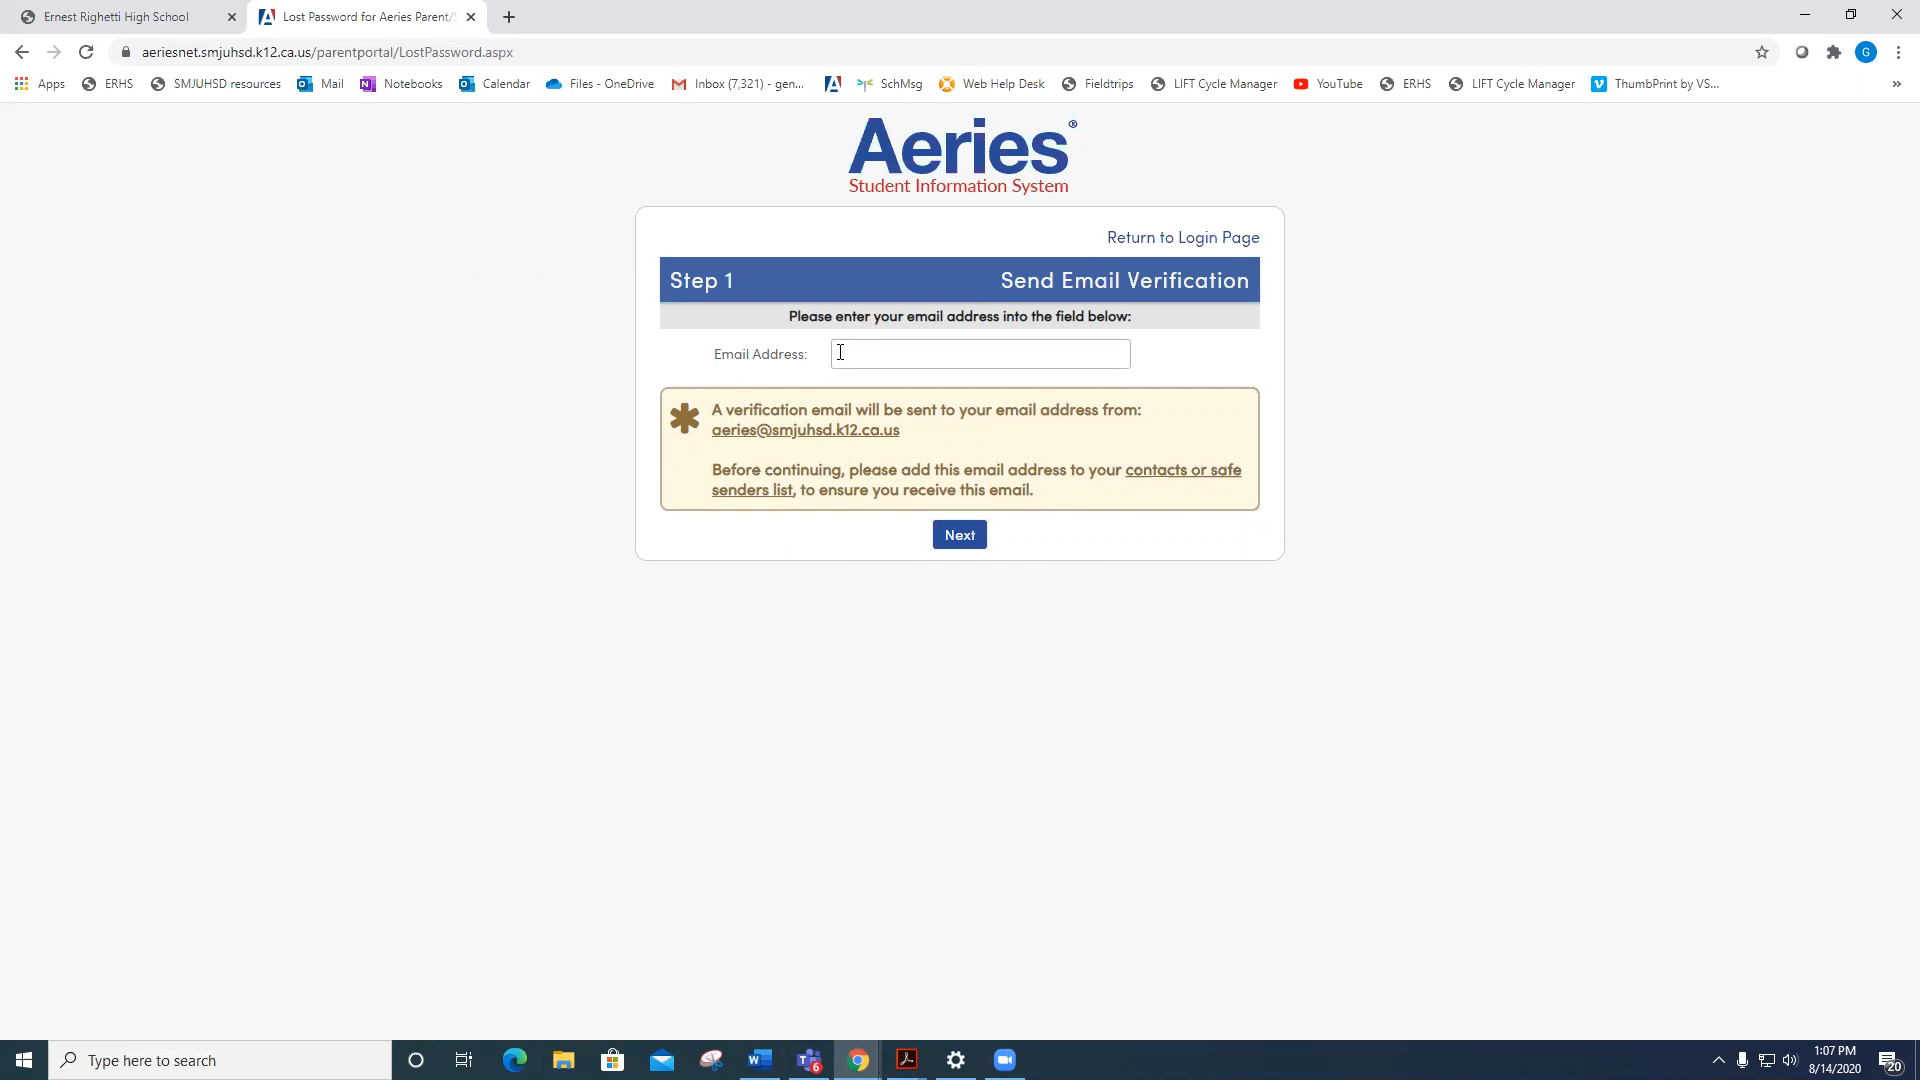 Ernest Righetti High School
Lost Password for Aeries Parent/S
aeriesnet.smjuhsd.k12.ca.us/parentportal/LostPassword.aspx
G
Apps ERHS SMJUHSD resources Mail Notebooks Calendar Files - OneDrive Inbox (7,321) - gen... SchMsg Web Help Desk Fieldtrips LIFT Cycle Manager YouTube ERHS LIFT Cycle Manager ThumbPrint by VS... »
Aeries®
Student Information System
Return to Login Page
Step 1 Send Email Verification
Please enter your email address into the field below:
Email Address:
A verification email will be sent to your email address from:
aeries@smjuhsd.k12.ca.us
Before continuing, please add this email address to your contacts or safe
senders list, to ensure you receive this email.
Next
Type here to search
6
1:07 PM
8/14/2020
20